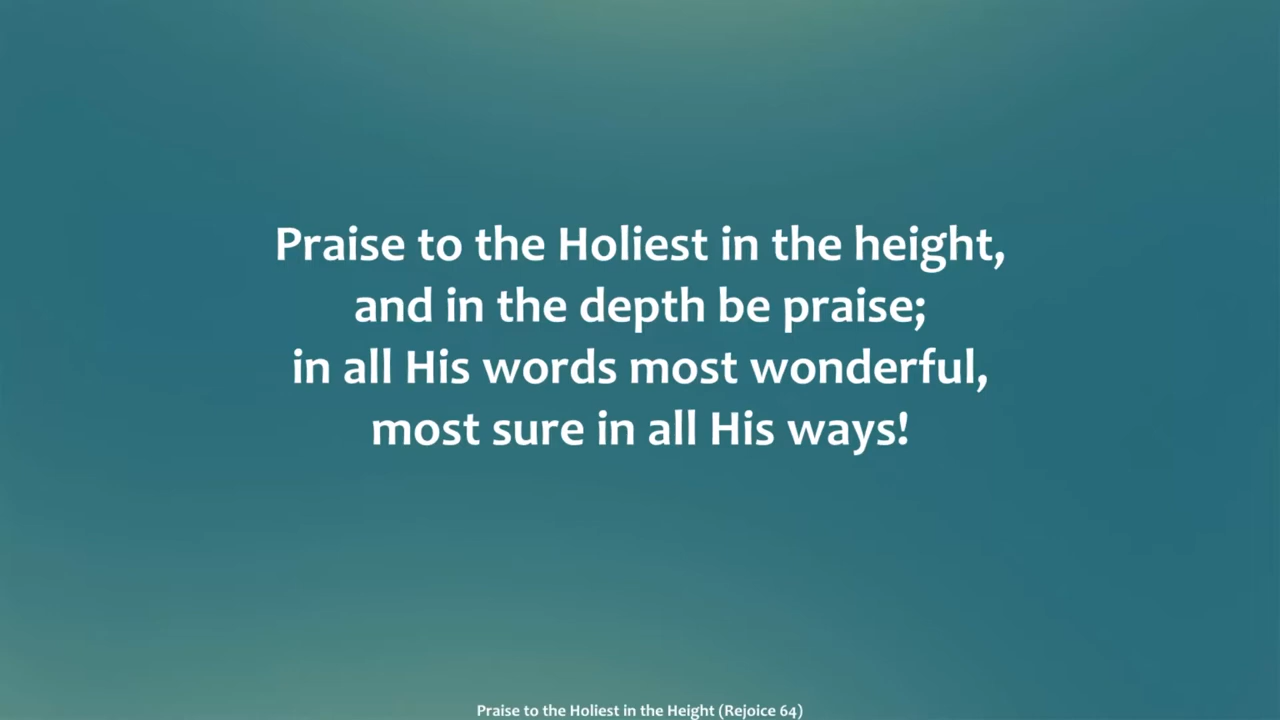 Praise to the Holiest in the height,
and in the depth be praise;
in all His words most wonderful,
most sure in all His ways!
Praise to the Holiest in the Height (Rejoice 64)